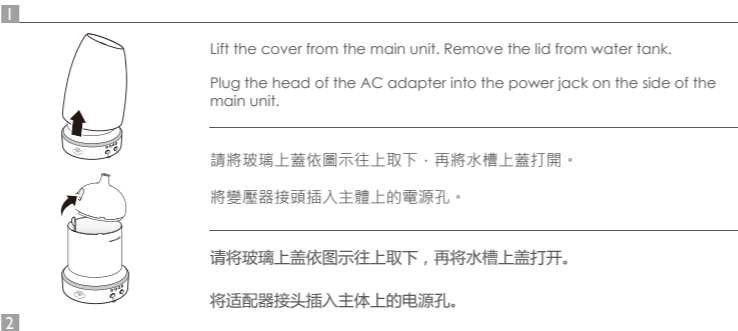 1
Lift the cover from the main unit. Remove the lid from water tank.
Plug the head of the AC adapter into the power jack on the side of the
main unit.
請將玻璃上蓋依圖示往上取下，再將水槽上蓋打開。
將變壓器接頭插入主體上的電源孔。
请将玻璃上盖依图示往上取下，再将水槽上盖打开。
将适配器接头插入主体上的电源孔。
2